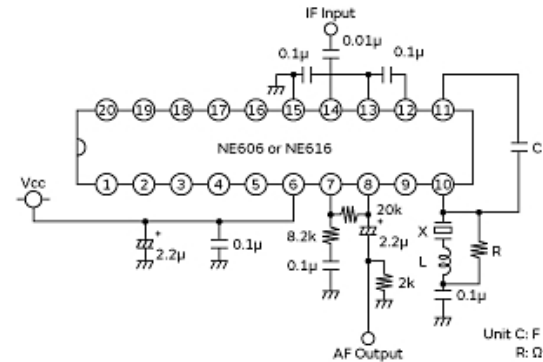 IF Input
0.01μ
0.1μ 0.1μ
20 19 18 17 16 15 14 13 12 11
NE606 or NE616
C
1 2 3 4 5 6 7 8 9 10
Vcc
20k
+ 2.2μ
0.1μ
8.2k
+ 2.2μ
X
L
R
0.1μ
2k
0.1μ
AF Output
Unit C: F
R: Ω